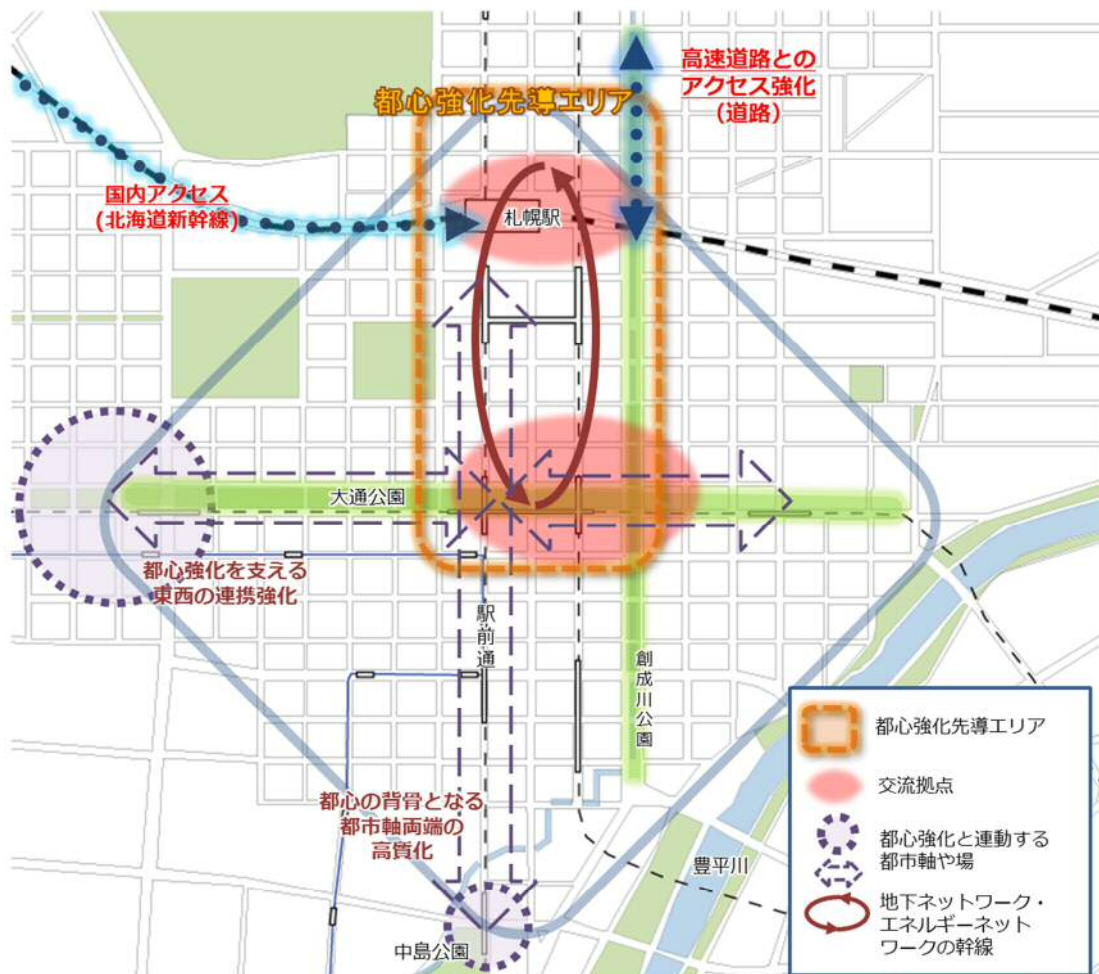 都心強化先導エリア
高速道路との
アクセス強化
(道路)
国内アクセス
(北海道新幹線)
札幌駅
大通公園
都心強化を支える
東西の連携強化
駅前通
創成川公園
都心の背骨となる
都市軸両端の
高質化
豊平川
中島公園
都心強化先導エリア
交流拠点
都心強化と連動する
都市軸や場
地下ネットワーク・
エネルギーネット
ワークの幹線